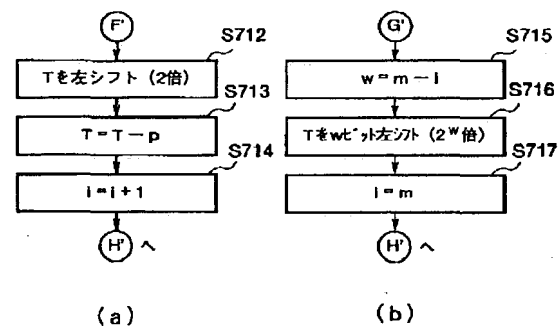 F'
S712
Tを左シフト (2倍)
S713
T=T-p
S714
i=i+1
H' へ
(a)
G'
S715
w=m-i
S716
Tをwビット左シフト (2^w倍)
S717
i=m
H' へ
(b)